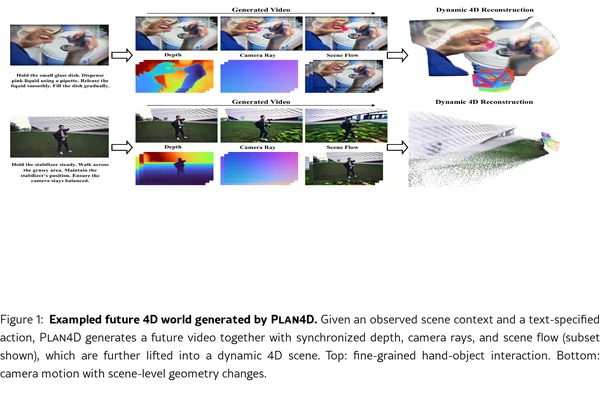 Generated Video
Dynamic 4D Reconstruction
Depth
Camera Ray
Scene Flow
Hold the small glass dish. Dispense
pink liquid using a pipette. Release the
liquid smoothly. Fill the dish gradually.
Generated Video
Dynamic 4D Reconstruction
Depth
Camera Ray
Scene Flow
Hold the stabilizer steady. Walk across
the grassy area. Maintain the
stabilizer's position. Ensure the
camera stays balanced.
Figure 1: Exampled future 4D world generated by PLAN4D. Given an observed scene context and a text-specified
action, PLAN4D generates a future video together with synchronized depth, camera rays, and scene flow (subset
shown), which are further lifted into a dynamic 4D scene. Top: fine-grained hand-object interaction. Bottom:
camera motion with scene-level geometry changes.